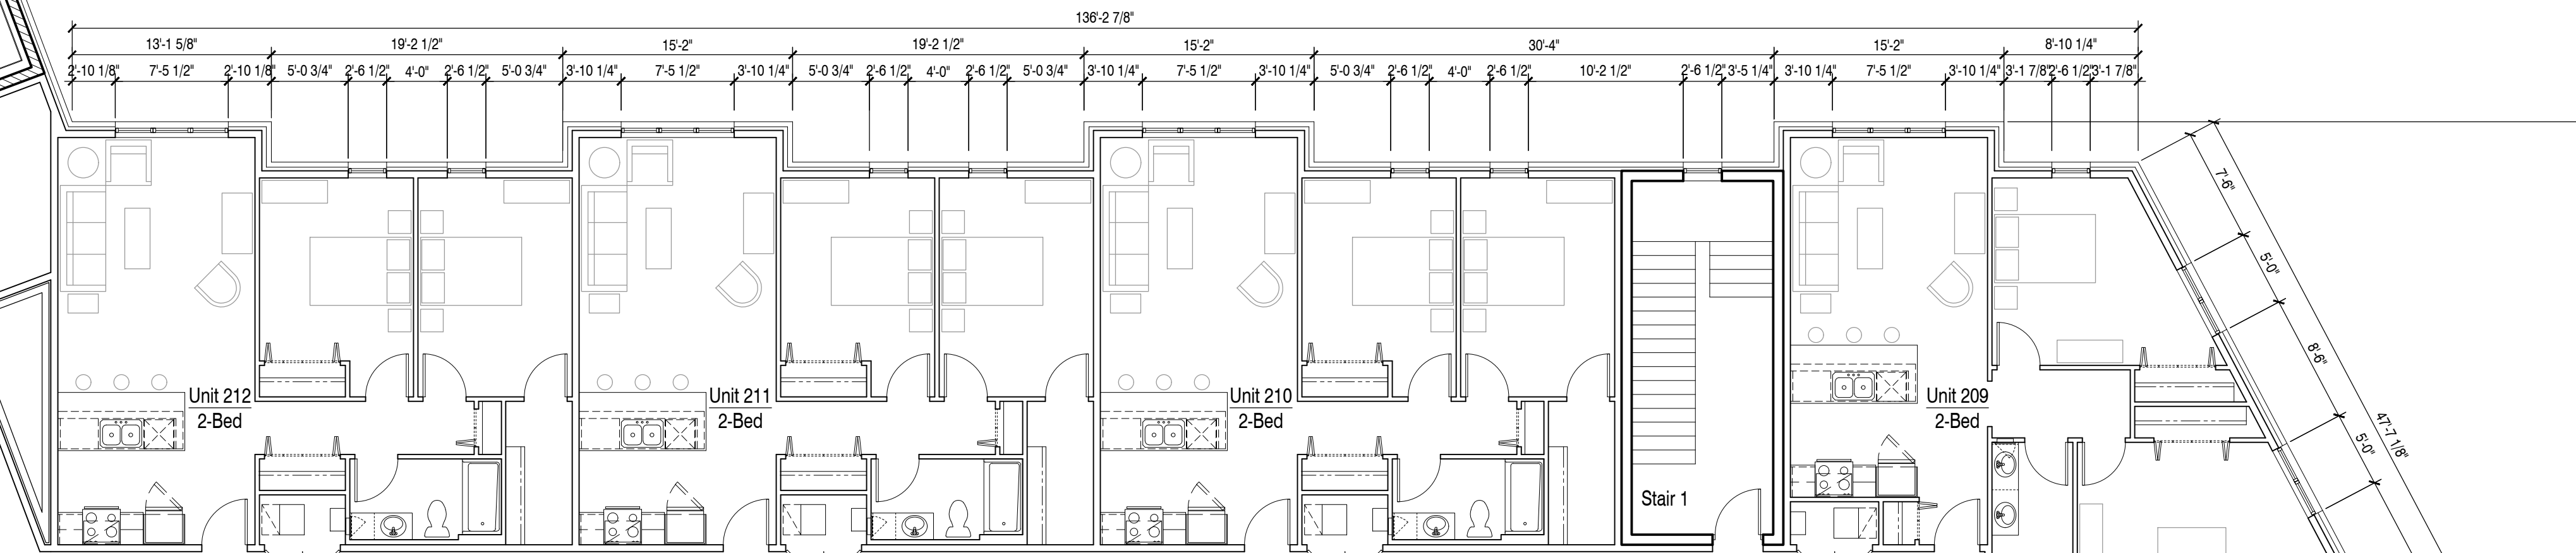 136'-2 7/8"
13'-1 5/8" 19'-2 1/2" 15'-2" 19'-2 1/2" 15'-2" 30'-4" 15'-2" 8'-10 1/4"
2'-10 1/8" 7'-5 1/2" 2'-10 1/8" 5'-0 3/4" 2'-6 1/2" 4'-0" 2'-6 1/2" 5'-0 3/4" 3'-10 1/4" 7'-5 1/2" 3'-10 1/4" 5'-0 3/4" 2'-6 1/2" 4'-0" 2'-6 1/2" 5'-0 3/4" 3'-10 1/4" 7'-5 1/2" 3'-10 1/4" 5'-0 3/4" 2'-6 1/2" 4'-0" 2'-6 1/2" 10'-2 1/2" 2'-6 1/2" 3'-5 1/4" 3'-10 1/4" 7'-5 1/2" 3'-10 1/4" 3'-1 7/8" 2'-6 1/2" 3'-1 7/8"
7'-6"
5'-0"
8'-6"
5'-0"
47'-7 1/8"
Unit 212
2-Bed
Unit 211
2-Bed
Unit 210
2-Bed
Unit 209
2-Bed
Stair 1